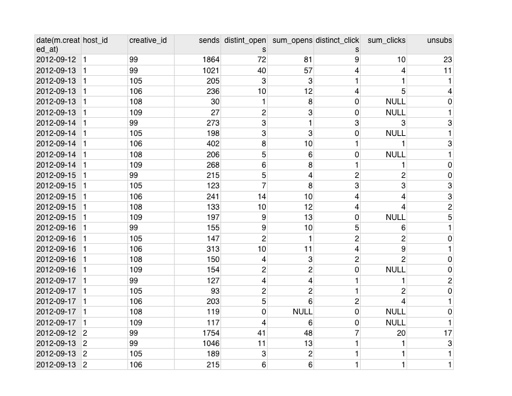 date(m.creat host_id creative_id sends distint_open sum_opens distinct_click sum_clicks unsubs
ed_at) s s
2012-09-12 1 99 1864 72 81 9 10 23
2012-09-13 1 99 1021 40 57 4 4 11
2012-09-13 1 105 205 3 3 1 1 1
2012-09-13 1 106 236 10 12 4 5 4
2012-09-13 1 108 30 1 8 0 NULL 0
2012-09-13 1 109 27 2 3 0 NULL 1
2012-09-14 1 99 273 3 1 3 3 3
2012-09-14 1 105 198 3 3 0 NULL 1
2012-09-14 1 106 402 8 10 1 1 3
2012-09-14 1 108 206 5 6 0 NULL 1
2012-09-14 1 109 268 6 8 1 1 0
2012-09-15 1 99 215 5 4 2 2 0
2012-09-15 1 105 123 7 8 3 3 3
2012-09-15 1 106 241 14 10 4 4 3
2012-09-15 1 108 133 10 12 4 4 2
2012-09-15 1 109 197 9 13 0 NULL 5
2012-09-16 1 99 155 9 10 5 6 1
2012-09-16 1 105 147 2 1 2 2 0
2012-09-16 1 106 313 10 11 4 9 1
2012-09-16 1 108 150 4 3 2 2 0
2012-09-16 1 109 154 2 2 0 NULL 0
2012-09-17 1 99 127 4 4 1 1 2
2012-09-17 1 105 93 2 2 1 2 0
2012-09-17 1 106 203 5 6 2 4 1
2012-09-17 1 108 119 0 NULL 0 NULL 0
2012-09-17 1 109 117 4 6 0 NULL 1
2012-09-12 2 99 1754 41 48 7 20 17
2012-09-13 2 99 1046 11 13 1 1 3
2012-09-13 2 105 189 3 2 1 1 1
2012-09-13 2 106 215 6 6 1 1 1